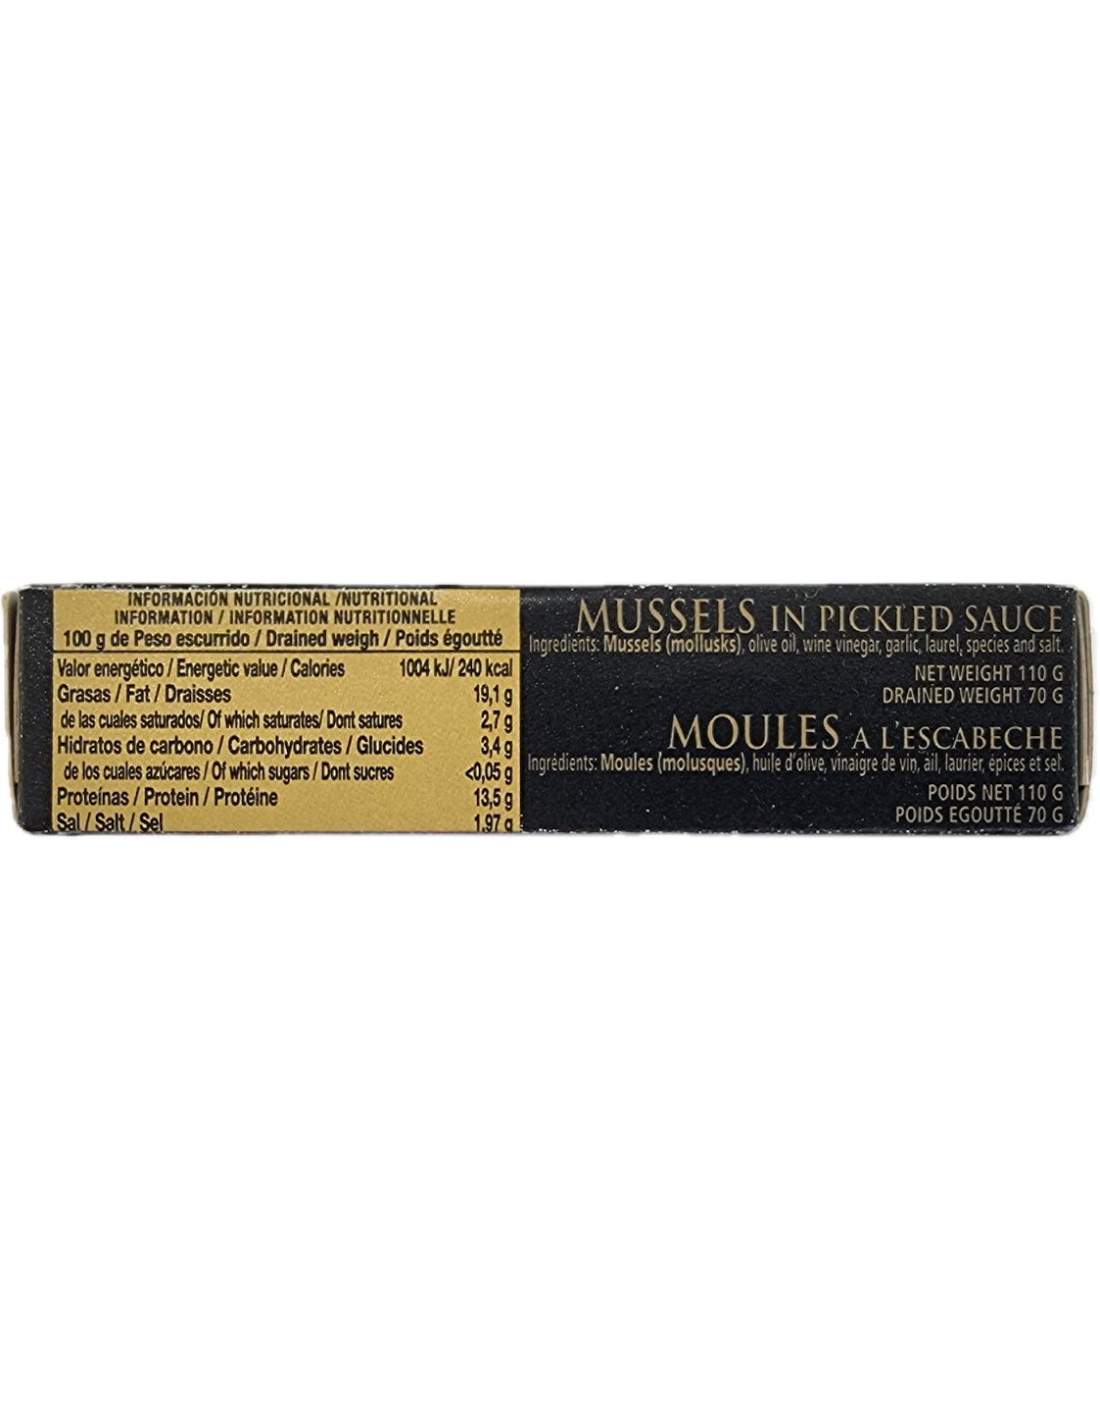 INFORMACIÓN NUTRICIONAL /NUTRITIONAL
INFORMATION / INFORMATION NUTRITIONNELLE
100 g de Peso escurrido / Drained weigh / Poids égoutté
Valor energético / Energetic value / Calories 1004 kJ/ 240 kcal
Grasas / Fat / Draisses 19,1 g
de las cuales saturados/ Of which saturates/ Dont satures 2,7 g
Hidratos de carbono / Carbohydrates / Glucides 3,4 g
de los cuales azúcares / Of which sugars / Dont sucres <0,05 g
Proteínas / Protein / Protéine 13,5 g
Sal / Salt / Sel 1,97 g
MUSSELS IN PICKLED SAUCE
Ingredients: Mussels (mollusks), olive oil, wine vinegar, garlic, laurel, species and salt.
NET WEIGHT 110 G
DRAINED WEIGHT 70 G
MOULES A L'ESCABECHE
Ingrédients: Moules (molusques), huile d'olive, vinaigre de vin, ail, laurier, épices et sel.
POIDS NET 110 G
POIDS EGOUTTÉ 70 G